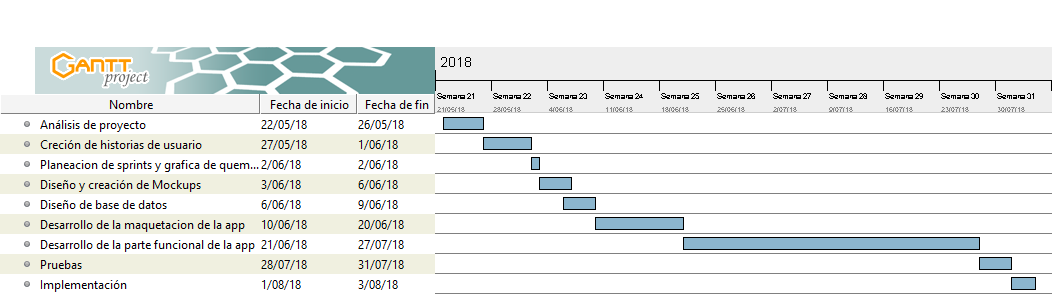 GANTT
project
2018
Nombre Fecha de inicio Fecha de fin
Semana 21 Semana 22 Semana 23 Semana 24 Semana 25 Semana 26 Semana 27 Semana 28 Semana 29 Semana 30 Semana 31
21/05/18 28/05/18 4/06/18 11/06/18 18/06/18 25/06/18 2/07/18 9/07/18 16/07/18 23/07/18 30/07/18
Análisis de proyecto 22/05/18 26/05/18
Creción de historias de usuario 27/05/18 1/06/18
Planeacion de sprints y grafica de quem... 2/06/18 2/06/18
Diseño y creación de Mockups 3/06/18 6/06/18
Diseño de base de datos 6/06/18 9/06/18
Desarrollo de la maquetacion de la app 10/06/18 20/06/18
Desarrollo de la parte funcional de la app 21/06/18 27/07/18
Pruebas 28/07/18 31/07/18
Implementación 1/08/18 3/08/18